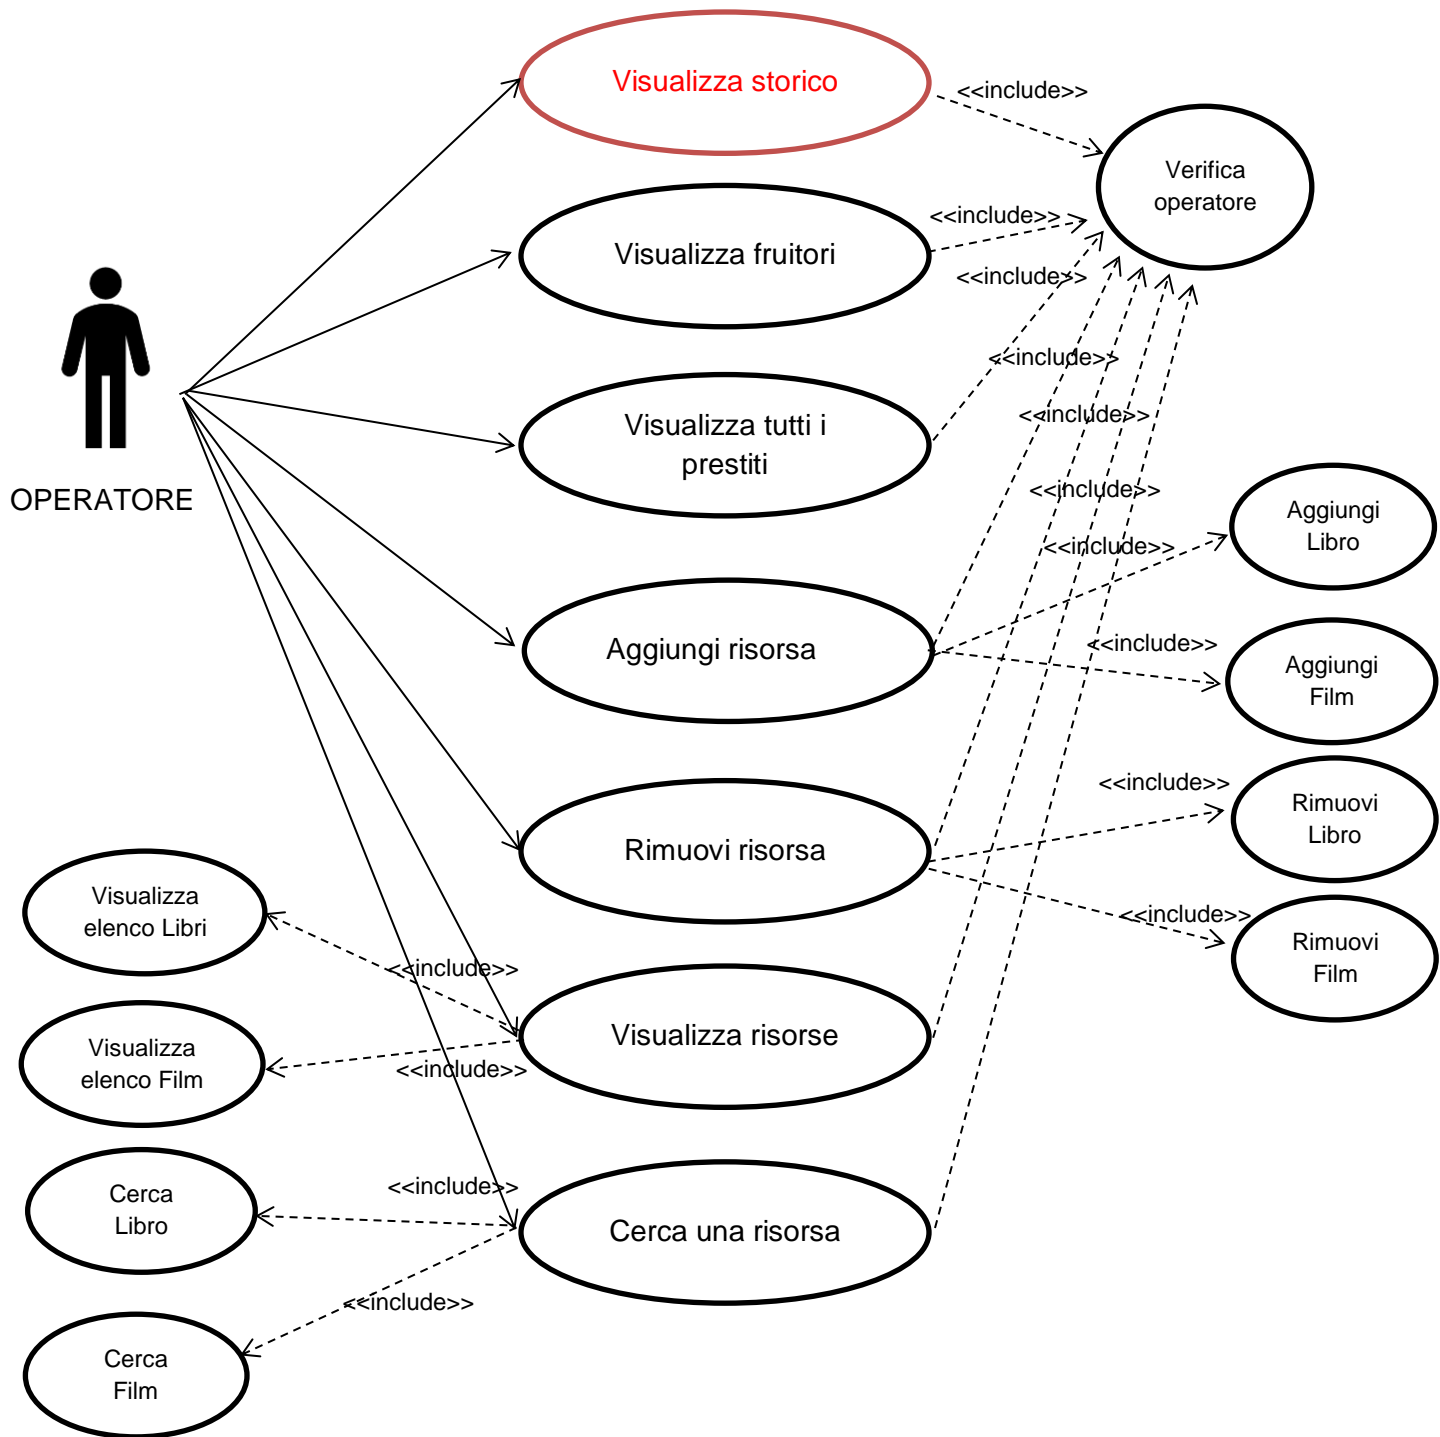 Visualizza storico
<<include>>
Verifica
operatore
<<include>>
Visualizza fruitori
<<include>>
<<include>>
<<include>>
Visualizza tutti i
prestiti
OPERATORE
<<include>>
<<include>>
Aggiungi
Libro
Aggiungi risorsa
<<include>>
Aggiungi
Film
Rimuovi risorsa
<<include>>
Rimuovi
Libro
<<include>>
Rimuovi
Film
Visualizza
elenco Libri
<<include>>
Visualizza risorse
Visualizza
elenco Film
<<include>>
Cerca
Libro
<<include>>
Cerca una risorsa
<<include>>
Cerca
Film